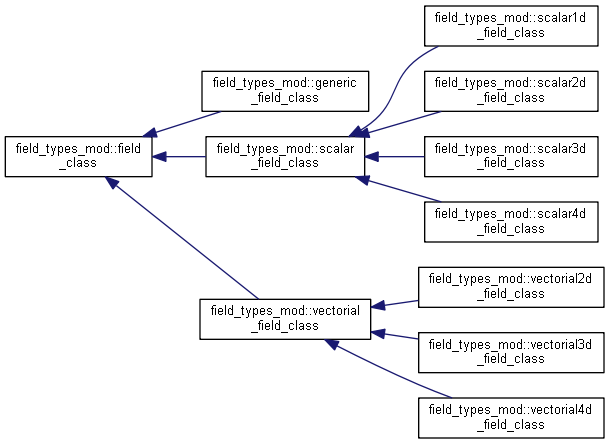 field_types_mod::scalar1d
_field_class
field_types_mod::generic
_field_class
field_types_mod::scalar2d
_field_class
field_types_mod::field
_class
field_types_mod::scalar
_field_class
field_types_mod::scalar3d
_field_class
field_types_mod::scalar4d
_field_class
field_types_mod::vectorial2d
_field_class
field_types_mod::vectorial
_field_class
field_types_mod::vectorial3d
_field_class
field_types_mod::vectorial4d
_field_class